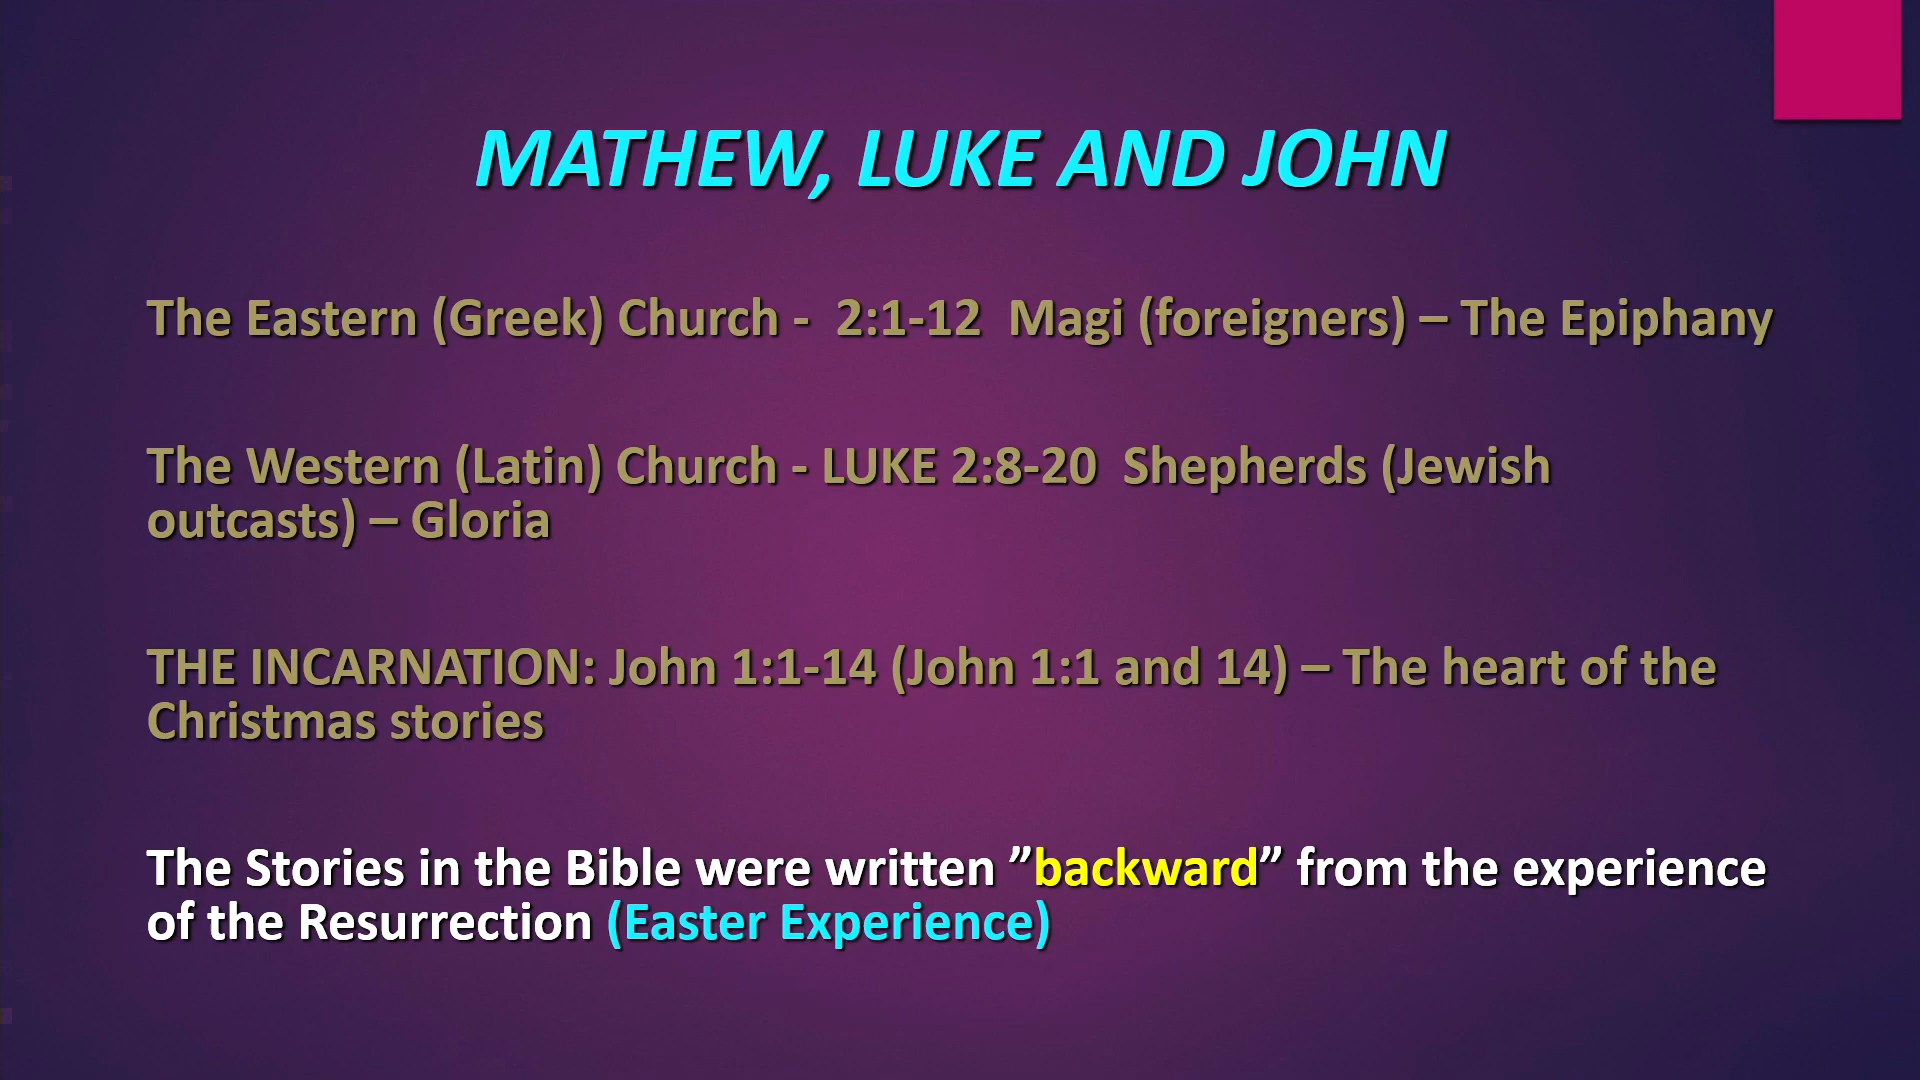 MATHEW, LUKE AND JOHN
The Eastern (Greek) Church -  2:1-12  Magi (foreigners) – The Epiphany
The Western (Latin) Church - LUKE 2:8-20  Shepherds (Jewish
outcasts) – Gloria
THE INCARNATION: John 1:1-14 (John 1:1 and 14) – The heart of the
Christmas stories
The Stories in the Bible were written ”backward” from the experience
of the Resurrection (Easter Experience)